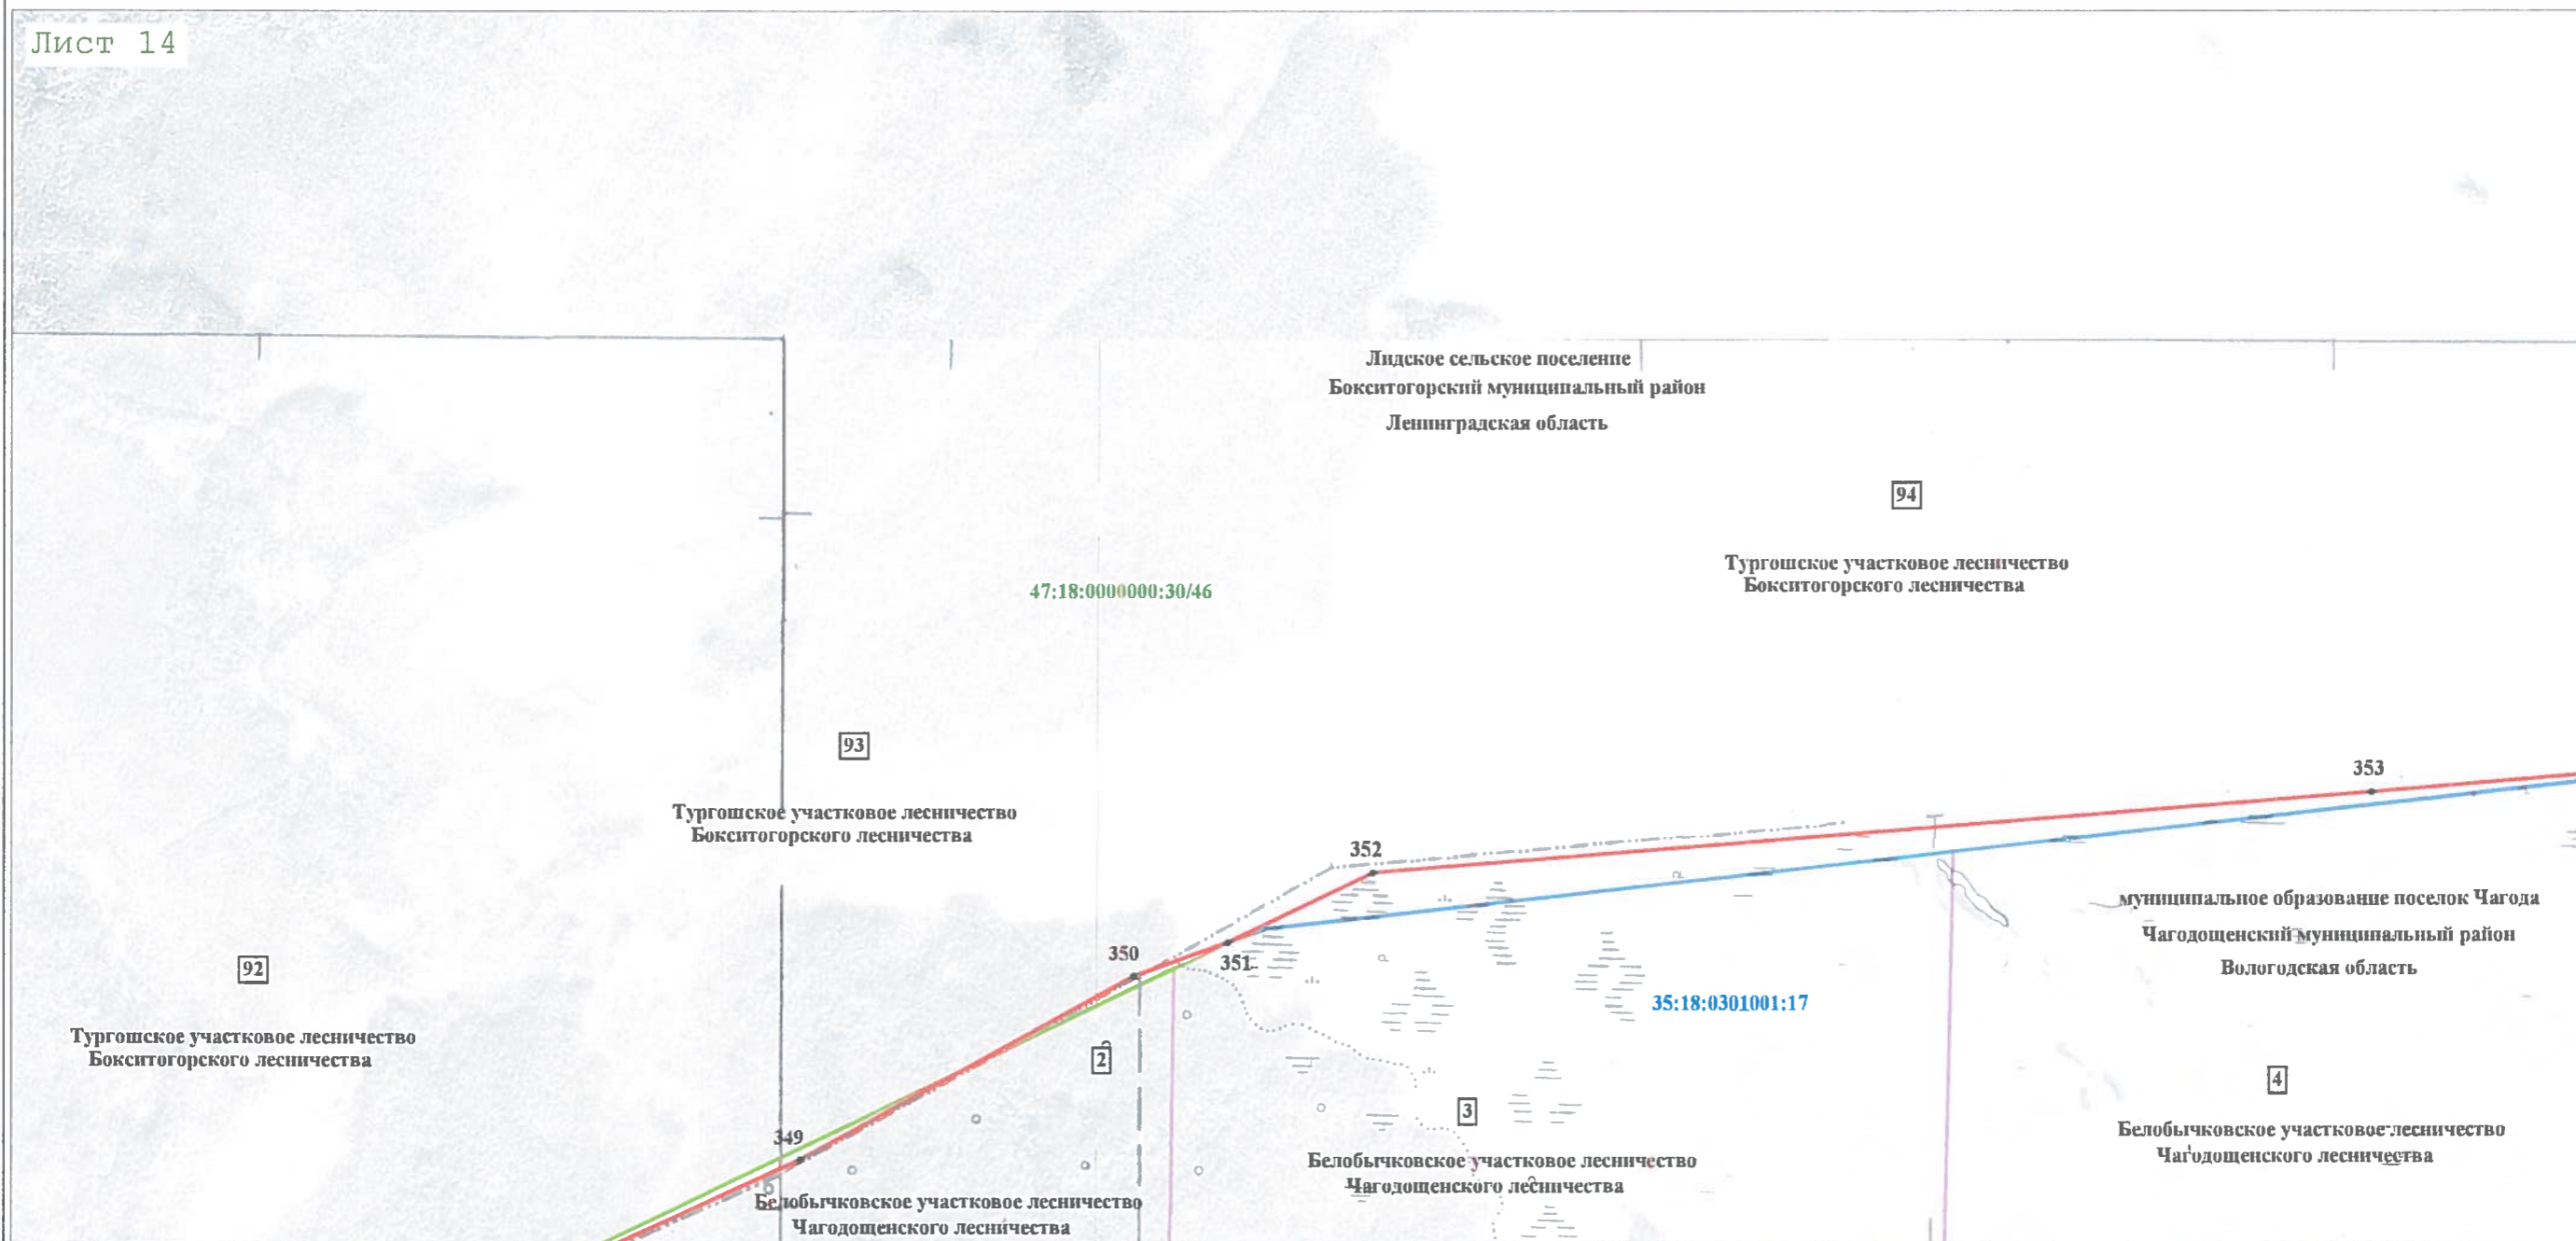 Лист 14
Лидское сельское поселение
Бокситогорский муниципальный район
Ленинградская область
94
Тургошское участковое лесничество
Бокситогорского лесничества
47:18:0000000:30/46
93
Тургошское участковое лесничество
Бокситогорского лесничества
353
352
350
351
муниципальное образование поселок Чагода
Чагодощенский муниципальный район
Вологодская область
92
35:18:0301001:17
Тургошское участковое лесничество
Бокситогорского лесничества
2
3
4
349
Белобычковское участковое лесничество
Чагодощенского лесничества
Белобычковское участковое лесничество
Чагодощенского лесничества
Белобычковское участковое лесничество
Чагодощенского лесничества